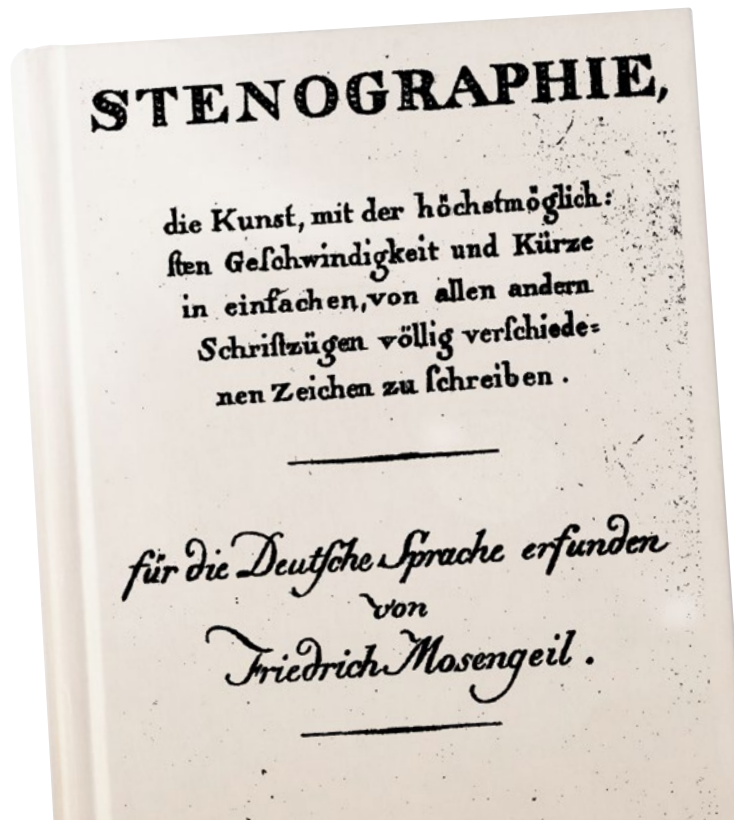 STENOGRAPHIE,
die Kunst, mit der höchstmöglich:
ſten Geſchwindigkeit und Kürze
in einfachen, von allen andern
Schriftzügen völlig verſchiede=
nen Zeichen zu ſchreiben .
für die Deutſche Sprache erfunden
von
Friedrich Mosengeil .